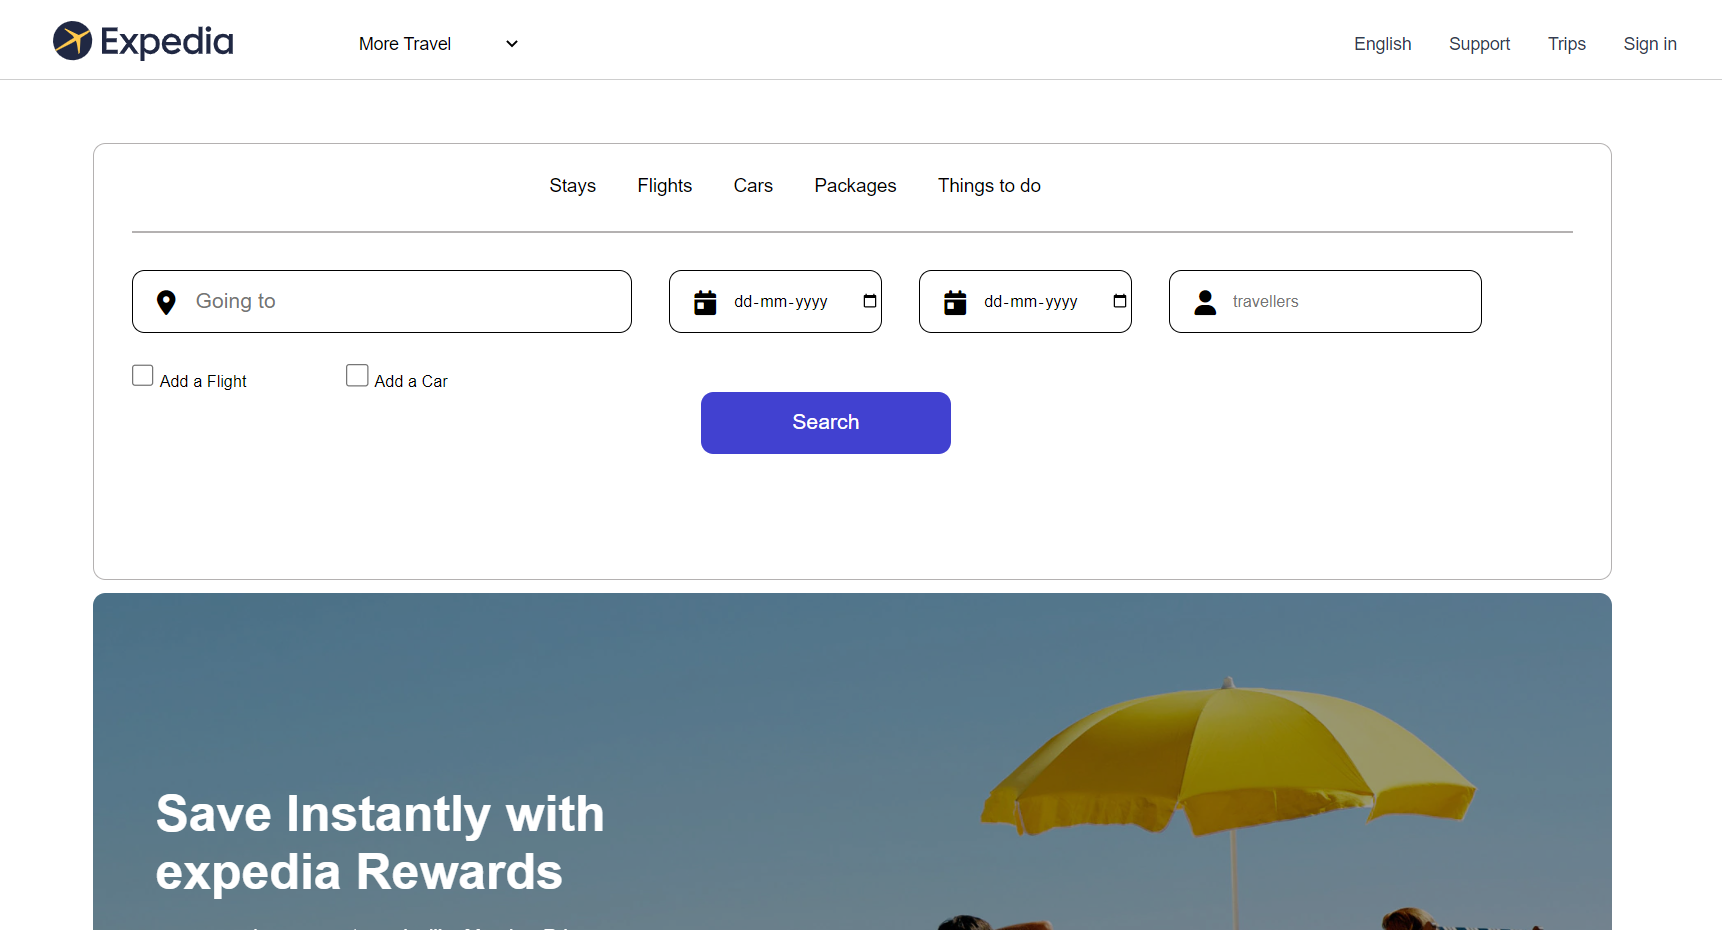 Expedia
More Travel
English Support Trips Sign in
Stays Flights Cars Packages Things to do
Going to dd-mm-yyyy dd-mm-yyyy travellers
Add a Flight Add a Car
Search
Save Instantly with
expedia Rewards